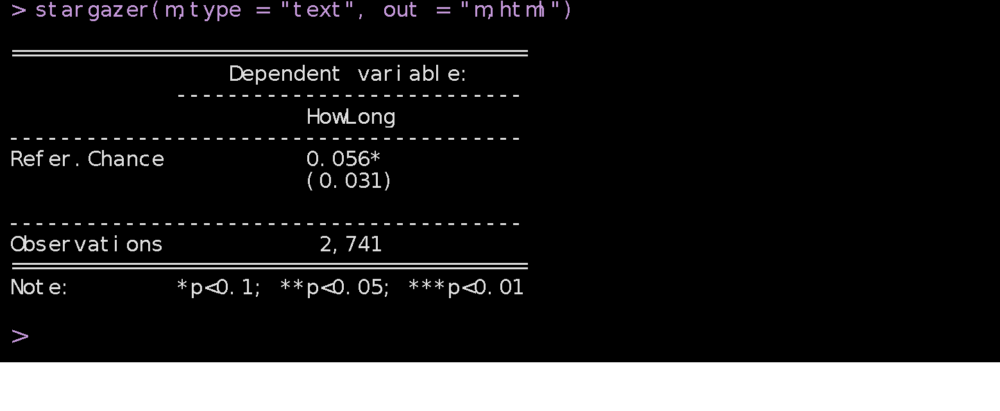 > stargazer(m,type = "text", out = "m,html")
=========================================
Dependent variable:
---------------------------
HowLong
-----------------------------------------
Refer.Chance 0.056*
(0.031)
-----------------------------------------
Observations 2,741
=========================================
Note: *p<0.1; **p<0.05; ***p<0.01
>